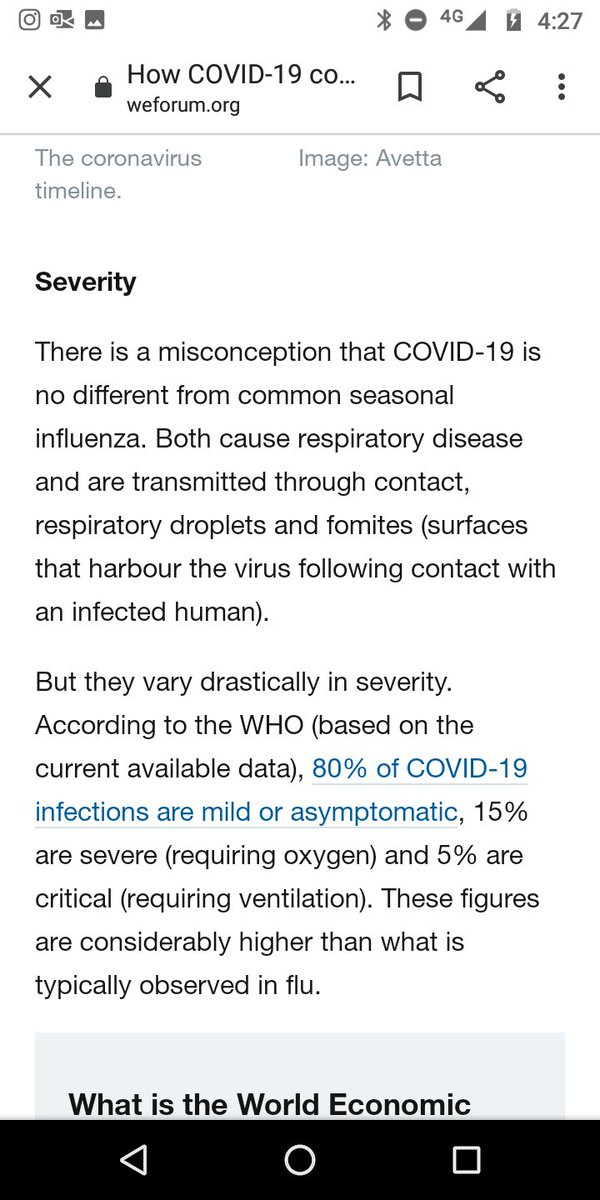 4G 4:27
How COVID-19 co...
weforum.org
The coronavirus
timeline.
Image: Avetta
Severity
There is a misconception that COVID-19 is
no different from common seasonal
influenza. Both cause respiratory disease
and are transmitted through contact,
respiratory droplets and fomites (surfaces
that harbour the virus following contact with
an infected human).
But they vary drastically in severity.
According to the WHO (based on the
current available data), 80% of COVID-19
infections are mild or asymptomatic, 15%
are severe (requiring oxygen) and 5% are
critical (requiring ventilation). These figures
are considerably higher than what is
typically observed in flu.
What is the World Economic